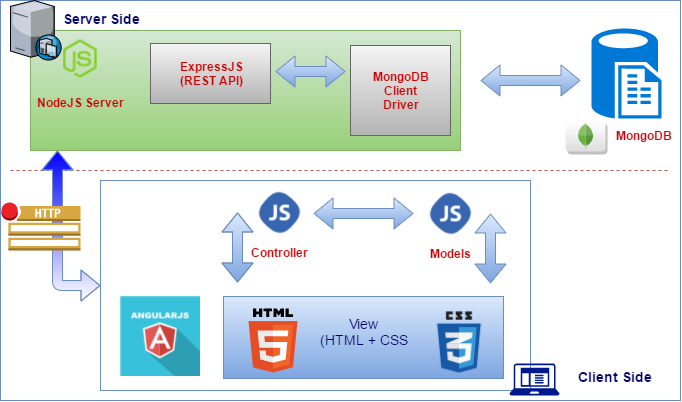 Server Side
JS
NodeJS Server
ExpressJS
(REST API)
MongoDB
Client
Driver
MongoDB
HTTP
JS
Controller
JS
Models
ANGULARJS
A
HTML
5
View
(HTML + CSS
CSS
3
Client Side